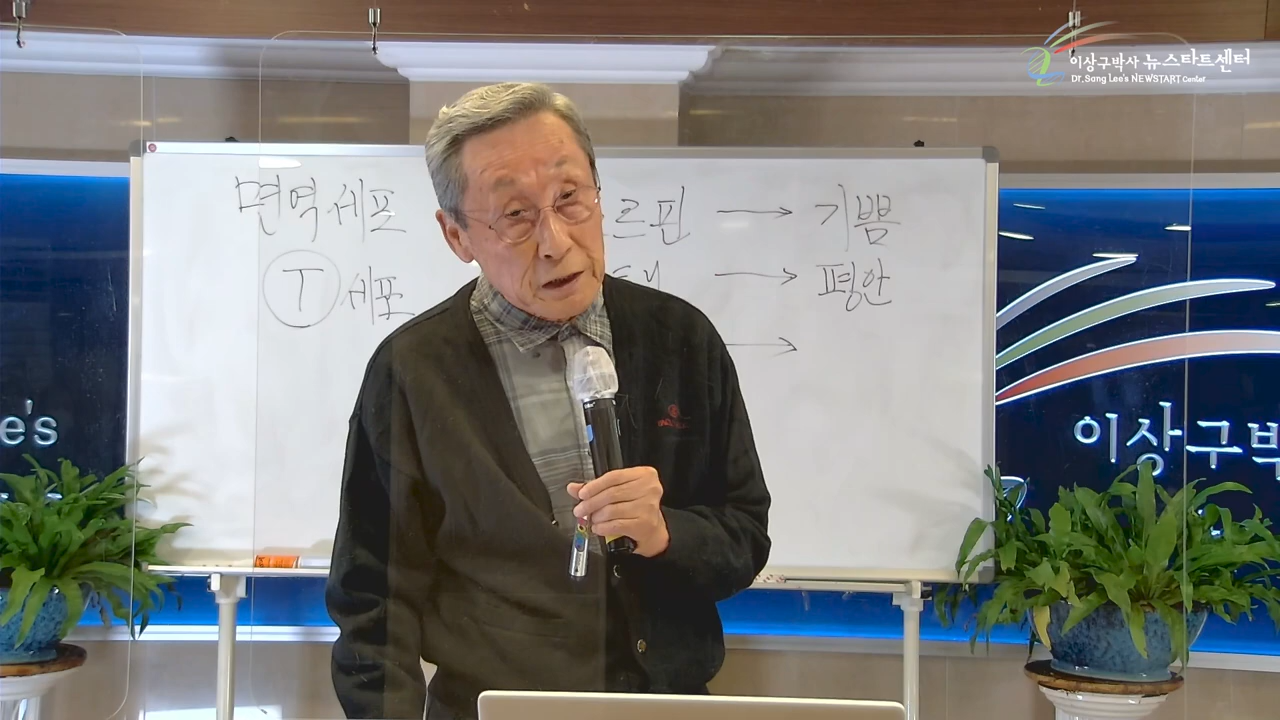 이상구박사 뉴스타트센터
Dr. Sang Lee's NEWSTART Center
면역세포 르핀 → 기쁨
T 세포 → 평안
→
e's
이상구